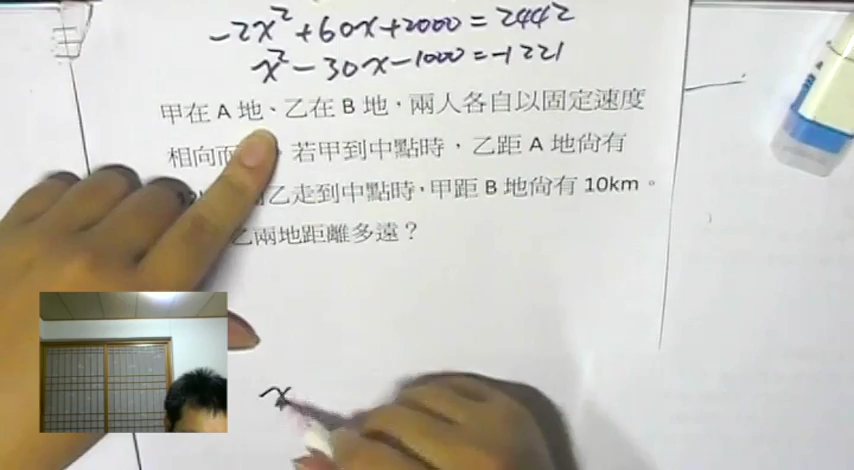 -2x²+60x+2000=2442
x²-30x-1000=-1221
甲在 A 地、乙在 B 地，兩人各自以固定速度
相向而 。若甲到中點時，乙距 A 地尚有
乙走到中點時，甲距 B 地尚有 10km。
乙兩地距離多遠？
x